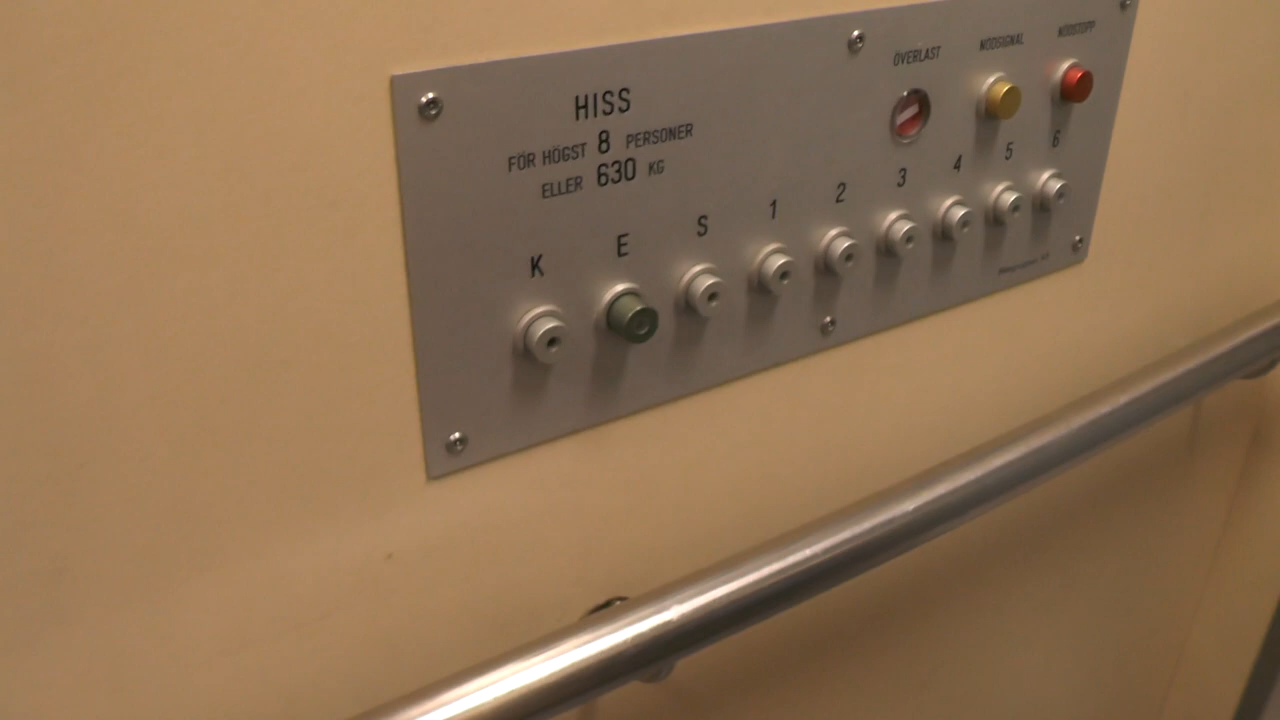 HISS
FÖR HÖGST 8 PERSONER
ELLER 630 KG
ÖVERLAST NÖDSIGNAL NÖDSTOPP
K E S 1 2 3 4 5 6